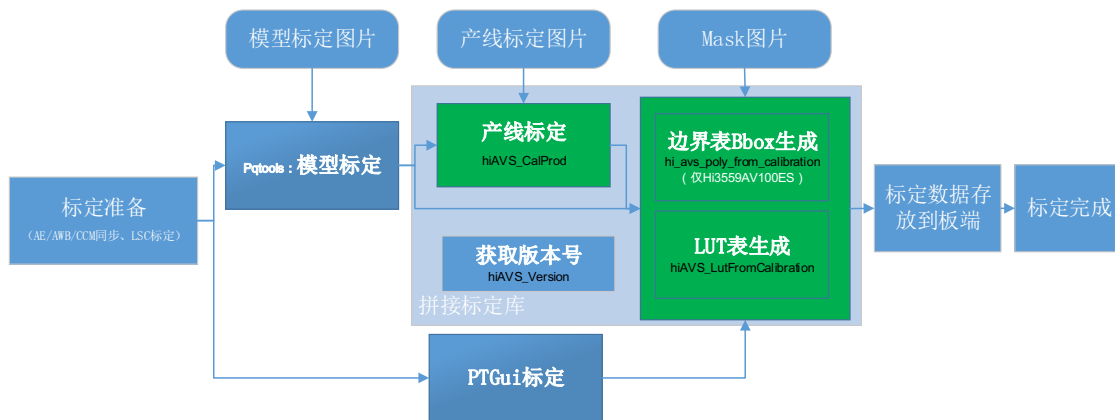 模型标定图片
产线标定图片
Mask图片
产线标定
hiAVS_CalProd
边界表Bbox生成
hi_avs_poly_from_calibration
（仅Hi3559AV100ES）
Pqtools：模型标定
标定准备
（AE/AWB/CCM同步、LSC标定）
标定数据存
放到板端
标定完成
获取版本号
hiAVS_Version
LUT表生成
hiAVS_LutFromCalibration
拼接标定库
PTGui标定